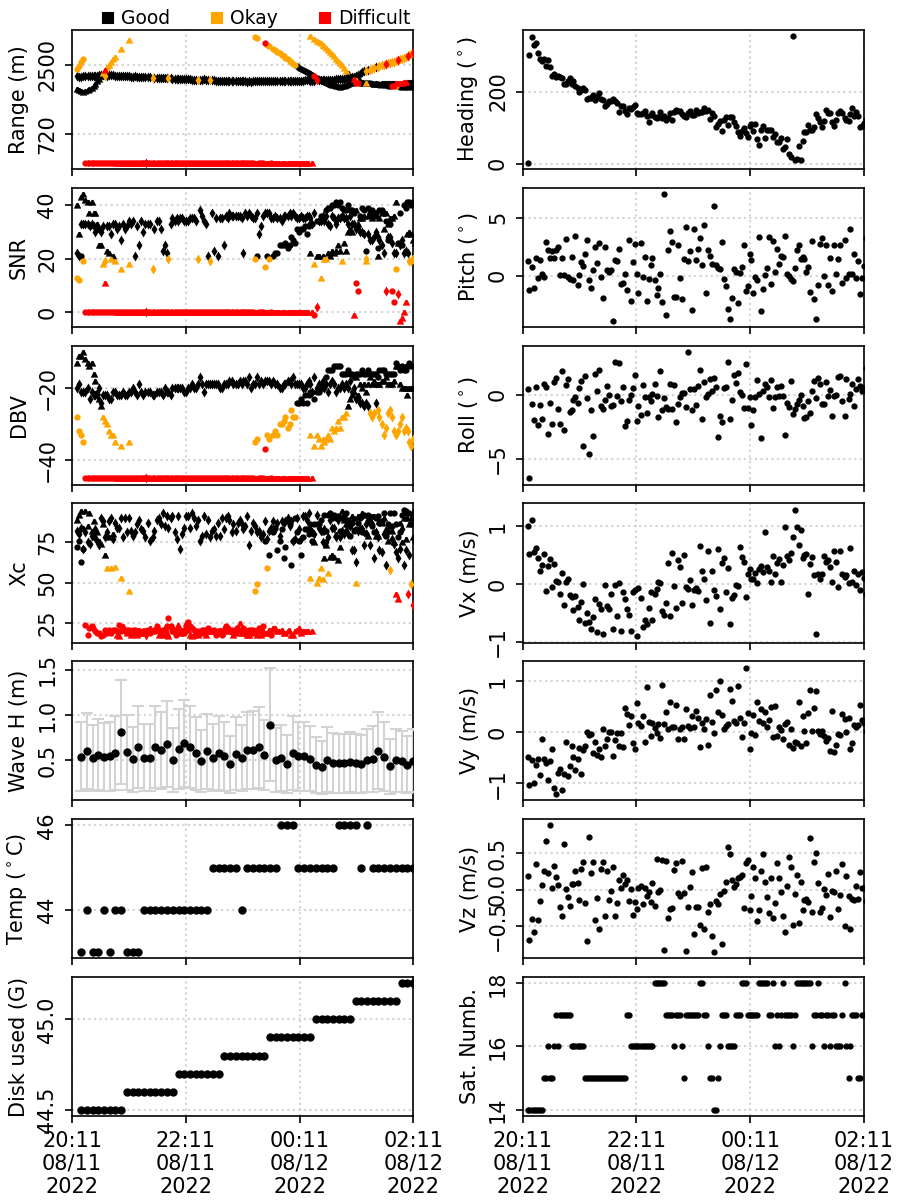 Good Okay Difficult
Range (m)
2500
720
Heading (°)
200
0
SNR
40
20
0
Pitch (°)
5
0
DBV
−20
−40
Roll (°)
0
−5
Xc
75
50
25
Vx (m/s)
1
0
−1
Wave H (m)
1.5
1.0
0.5
Vy (m/s)
1
0
−1
Temp (°C)
46
44
Vz (m/s)
0.5
0.0
−0.5
Disk used (G)
45.0
44.5
Sat. Numb.
18
16
14
20:11 22:11 00:11 02:11 20:11 22:11 00:11 02:11
08/11 08/11 08/12 08/12 08/11 08/11 08/12 08/12
2022 2022 2022 2022 2022 2022 2022 2022